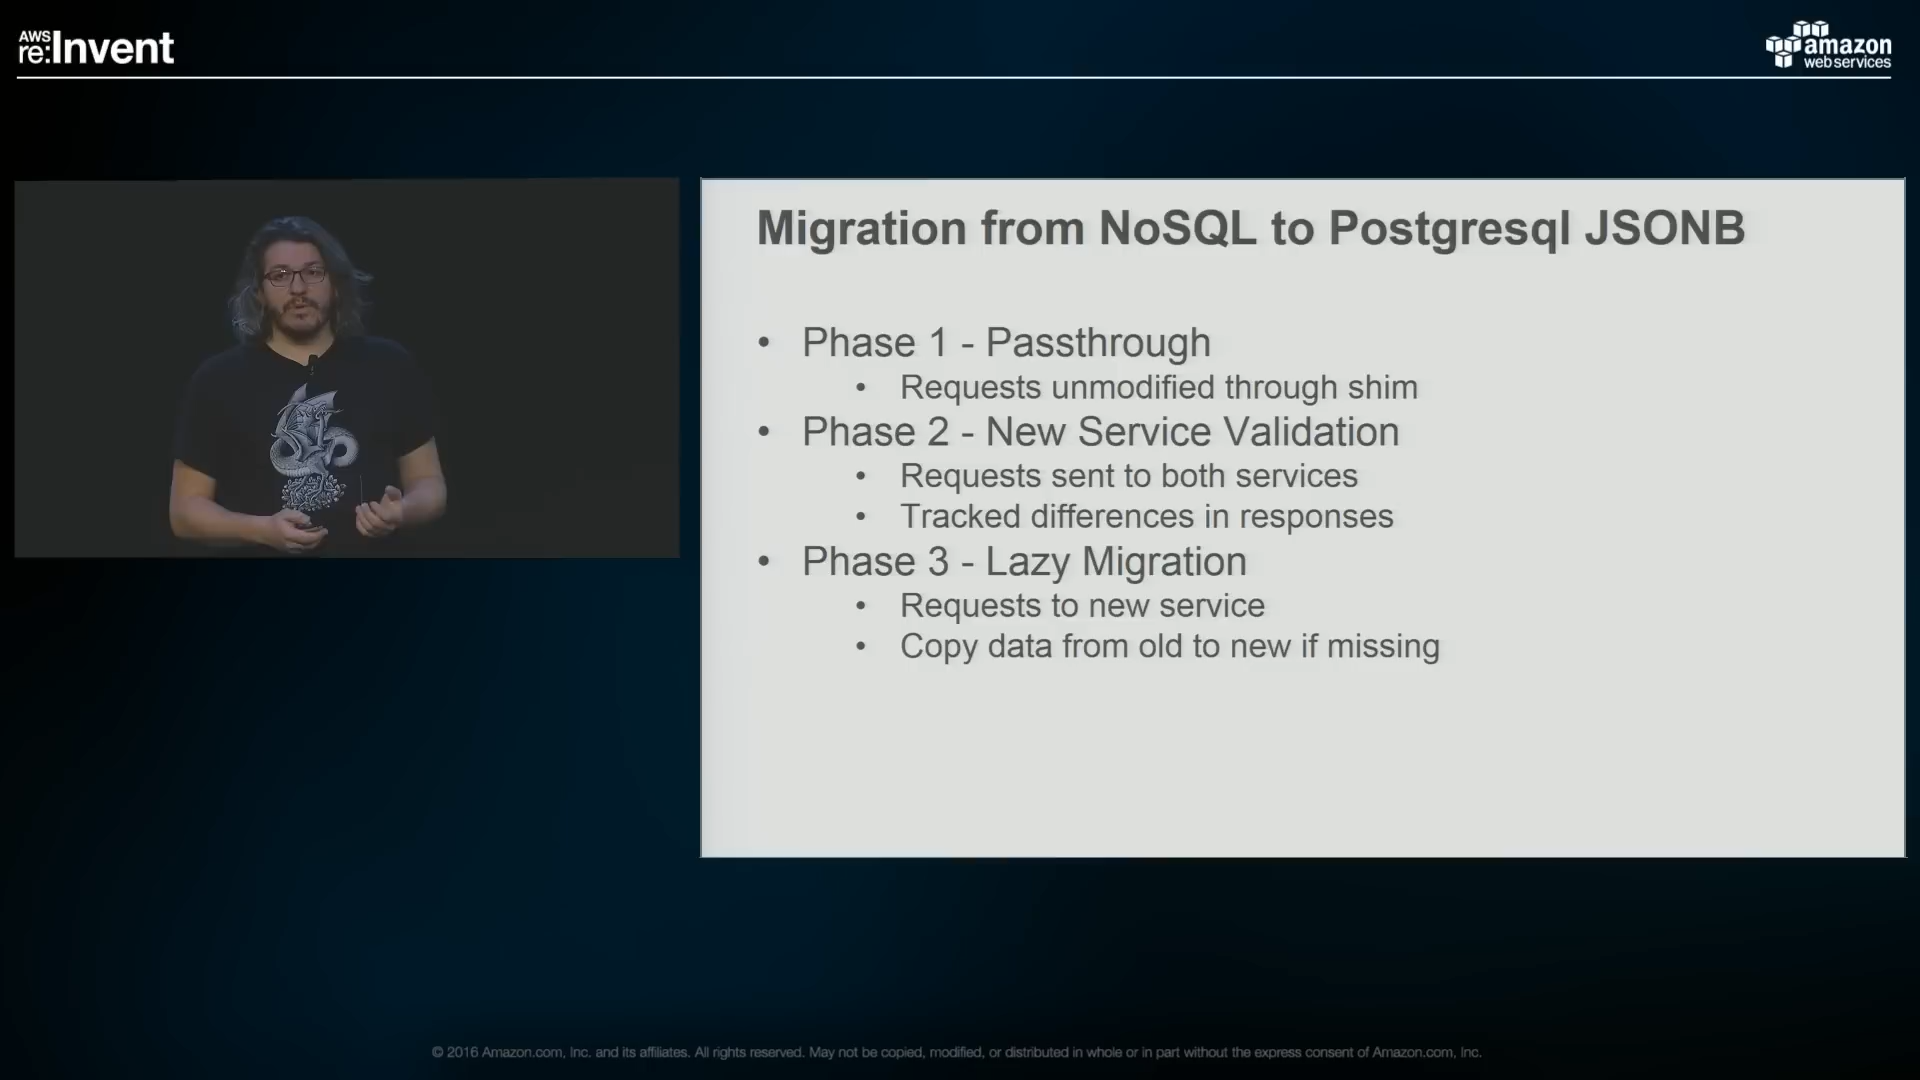 AWS
re:Invent
amazon
webservices
Migration from NoSQL to Postgresql JSONB
• Phase 1 - Passthrough
• Requests unmodified through shim
• Phase 2 - New Service Validation
• Requests sent to both services
• Tracked differences in responses
• Phase 3 - Lazy Migration
• Requests to new service
• Copy data from old to new if missing
© 2016 Amazon.com, Inc. and its affiliates. All rights reserved. May not be copied, modified, or distributed in whole or in part without the express consent of Amazon.com, Inc.